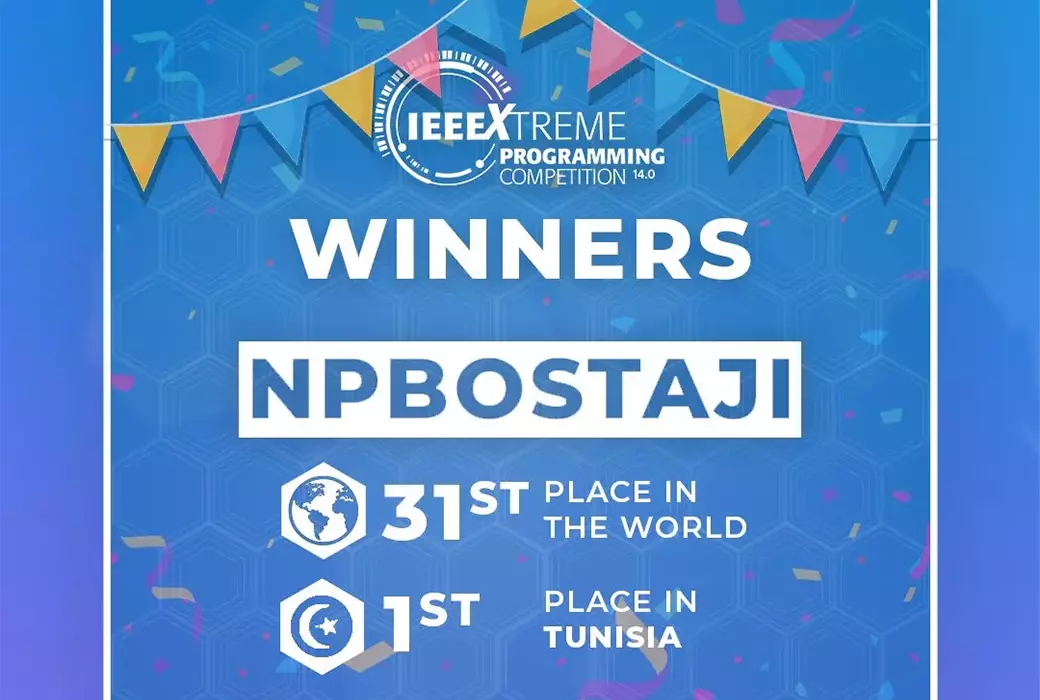 IEEEXTREME
PROGRAMMING
COMPETITION 14.0
WINNERS
NPBOSTAJI
31ST PLACE IN
THE WORLD
1ST PLACE IN
TUNISIA